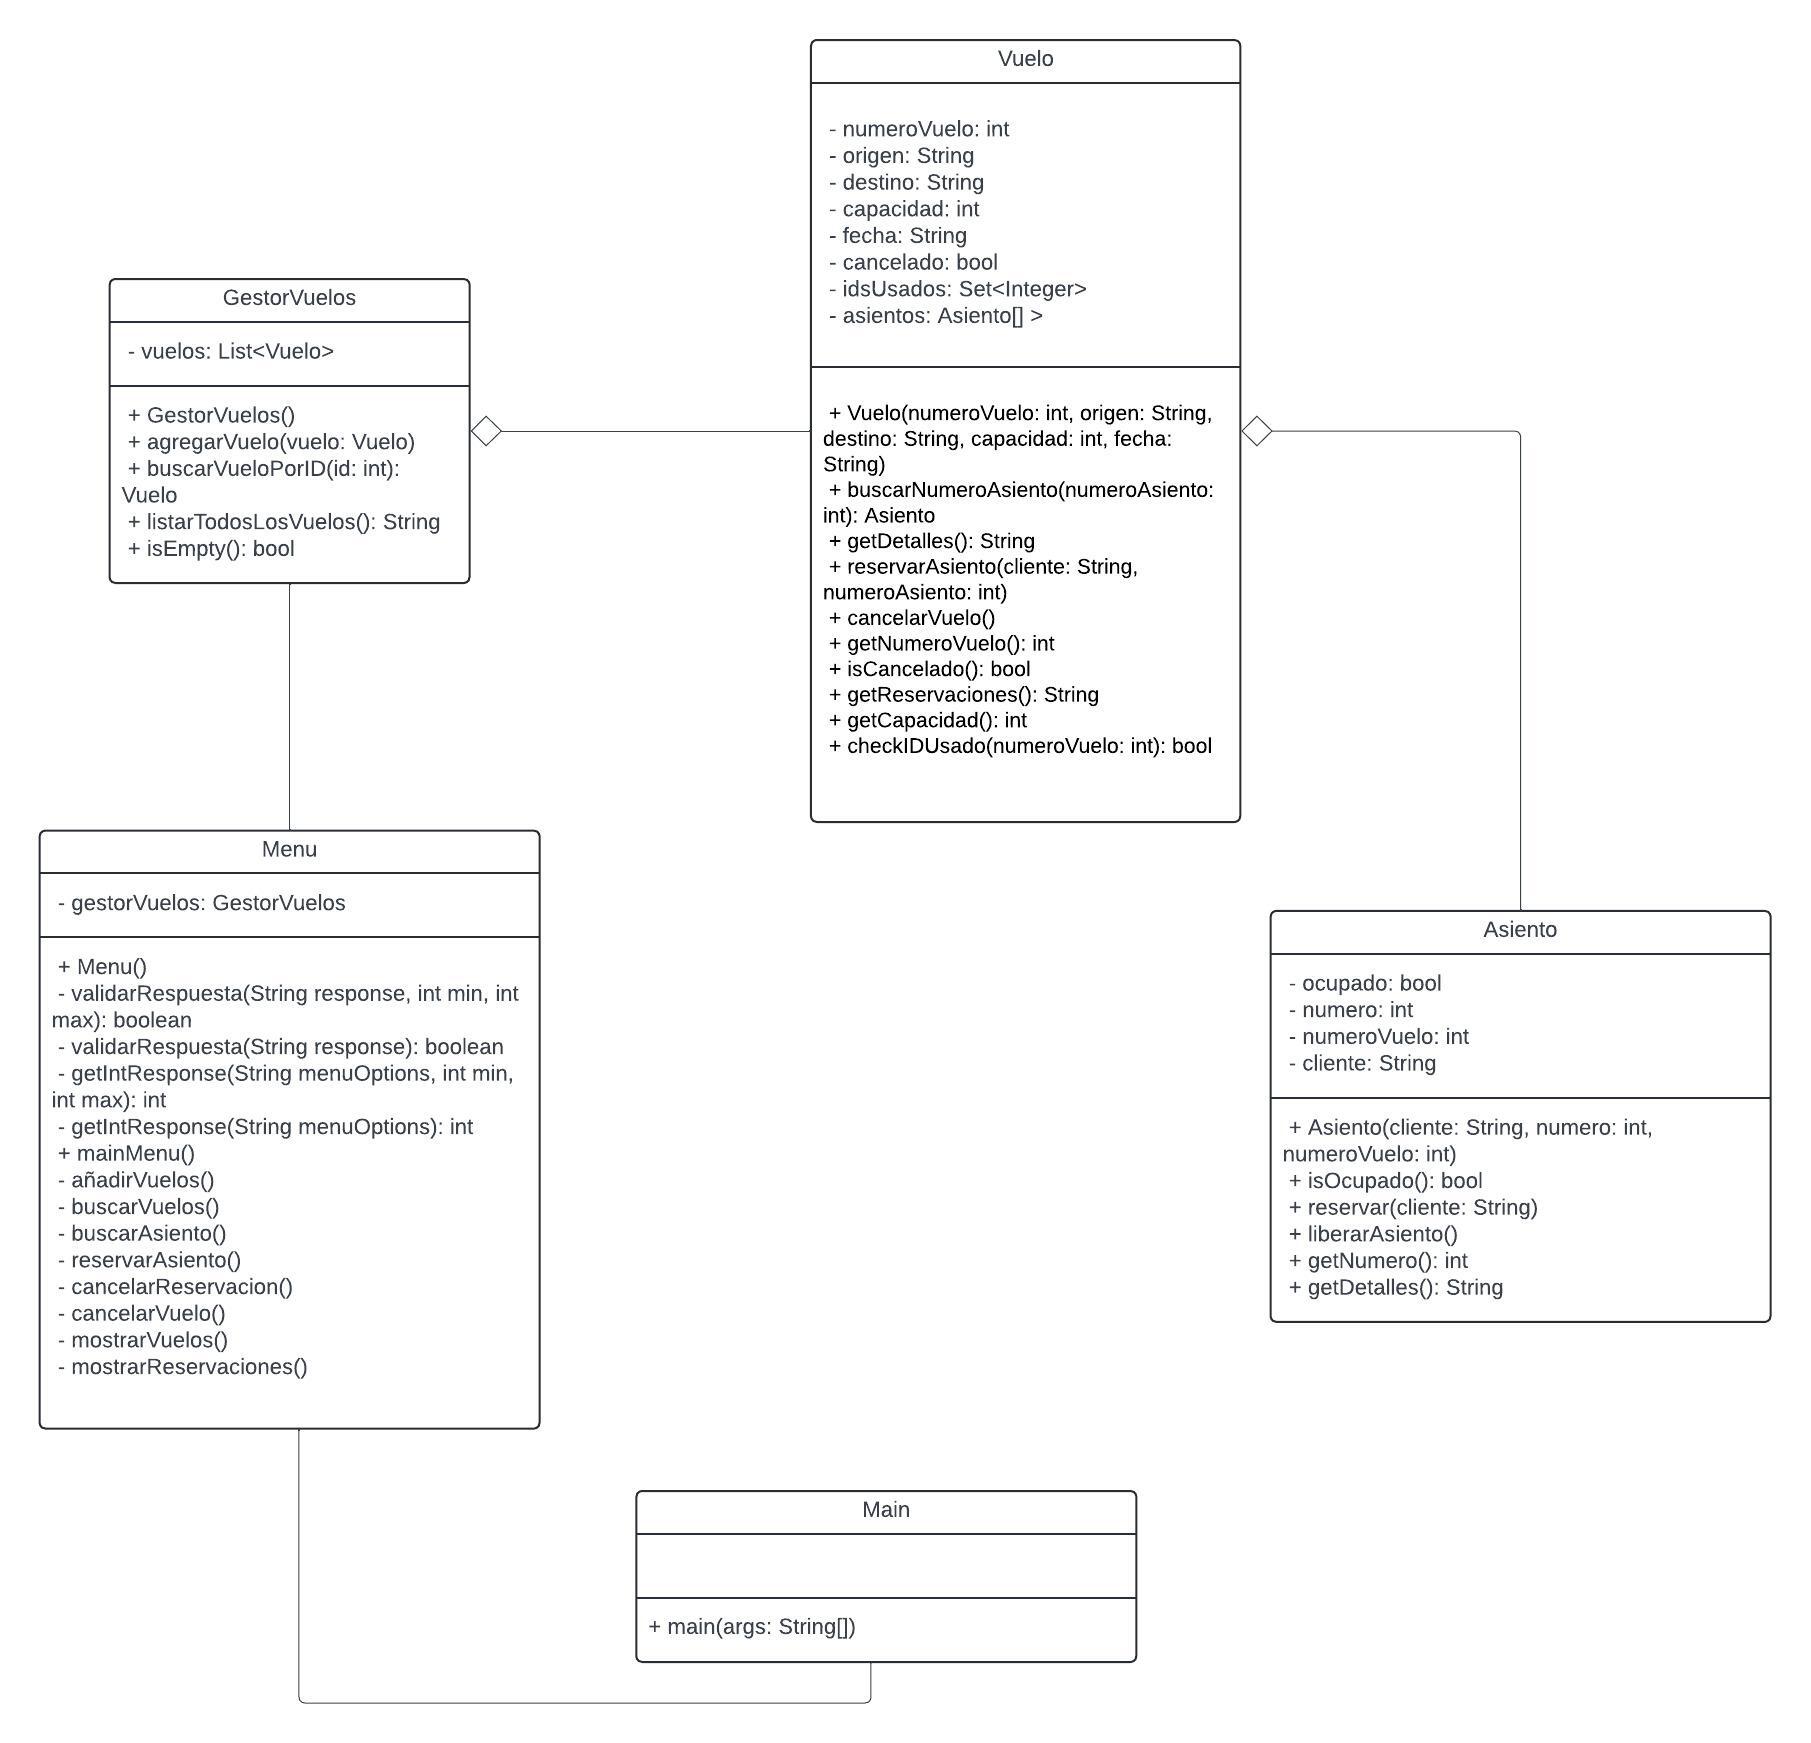 Vuelo
- numeroVuelo: int
- origen: String
- destino: String
- capacidad: int
- fecha: String
- cancelado: bool
- idsUsados: Set<Integer>
- asientos: Asiento[] >
+ Vuelo(numeroVuelo: int, origen: String,
destino: String, capacidad: int, fecha:
String)
+ buscarNumeroAsiento(numeroAsiento:
int): Asiento
+ getDetalles(): String
+ reservarAsiento(cliente: String,
numeroAsiento: int)
+ cancelarVuelo()
+ getNumeroVuelo(): int
+ isCancelado(): bool
+ getReservaciones(): String
+ getCapacidad(): int
+ checkIDUsado(numeroVuelo: int): bool
GestorVuelos
- vuelos: List<Vuelo>
+ GestorVuelos()
+ agregarVuelo(vuelo: Vuelo)
+ buscarVueloPorID(id: int):
Vuelo
+ listarTodosLosVuelos(): String
+ isEmpty(): bool
Menu
- gestorVuelos: GestorVuelos
+ Menu()
- validarRespuesta(String response, int min, int
max): boolean
- validarRespuesta(String response): boolean
- getIntResponse(String menuOptions, int min,
int max): int
- getIntResponse(String menuOptions): int
+ mainMenu()
- añadirVuelos()
- buscarVuelos()
- buscarAsiento()
- reservarAsiento()
- cancelarReservacion()
- cancelarVuelo()
- mostrarVuelos()
- mostrarReservaciones()
Asiento
- ocupado: bool
- numero: int
- numeroVuelo: int
- cliente: String
+ Asiento(cliente: String, numero: int,
numeroVuelo: int)
+ isOcupado(): bool
+ reservar(cliente: String)
+ liberarAsiento()
+ getNumero(): int
+ getDetalles(): String
Main
+ main(args: String[])